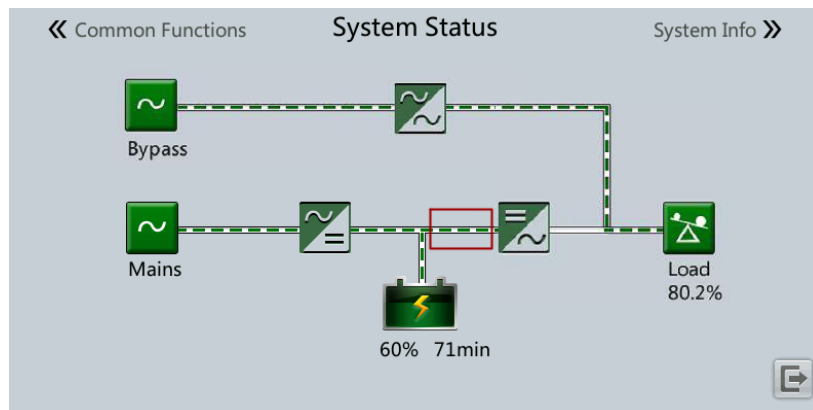 Common Functions
System Status
System Info
Bypass
Mains
Load
80.2%
60% 71min